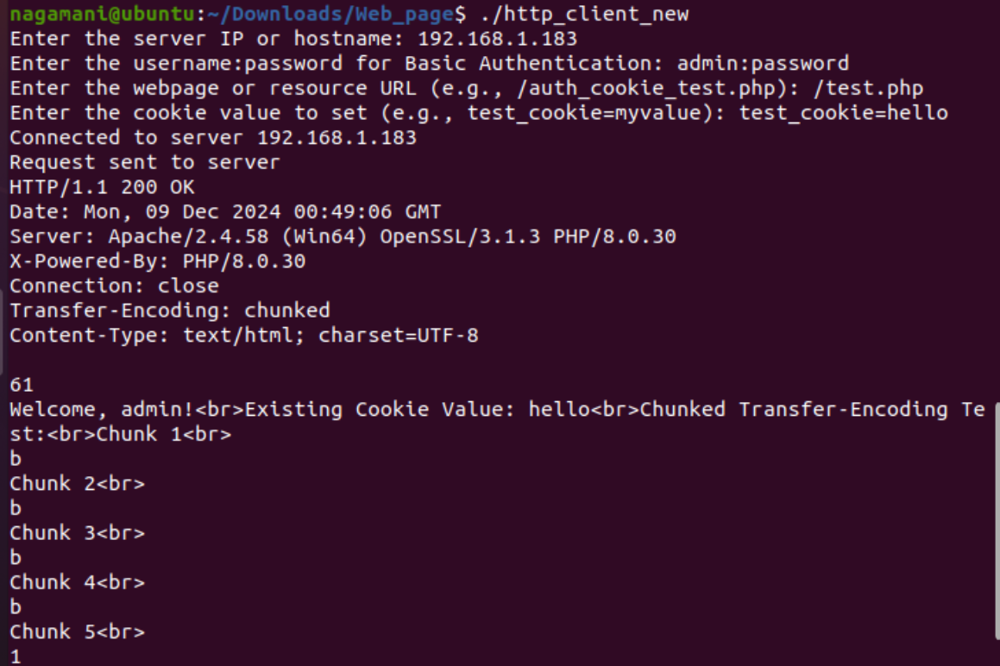 nagamani@ubuntu:~/Downloads/Web_page$ ./http_client_new
Enter the server IP or hostname: 192.168.1.183
Enter the username:password for Basic Authentication: admin:password
Enter the webpage or resource URL (e.g., /auth_cookie_test.php): /test.php
Enter the cookie value to set (e.g., test_cookie=myvalue): test_cookie=hello
Connected to server 192.168.1.183
Request sent to server
HTTP/1.1 200 OK
Date: Mon, 09 Dec 2024 00:49:06 GMT
Server: Apache/2.4.58 (Win64) OpenSSL/3.1.3 PHP/8.0.30
X-Powered-By: PHP/8.0.30
Connection: close
Transfer-Encoding: chunked
Content-Type: text/html; charset=UTF-8

61
Welcome, admin!<br>Existing Cookie Value: hello<br>Chunked Transfer-Encoding Te
st:<br>Chunk 1<br>
b
Chunk 2<br>
b
Chunk 3<br>
b
Chunk 4<br>
b
Chunk 5<br>
1